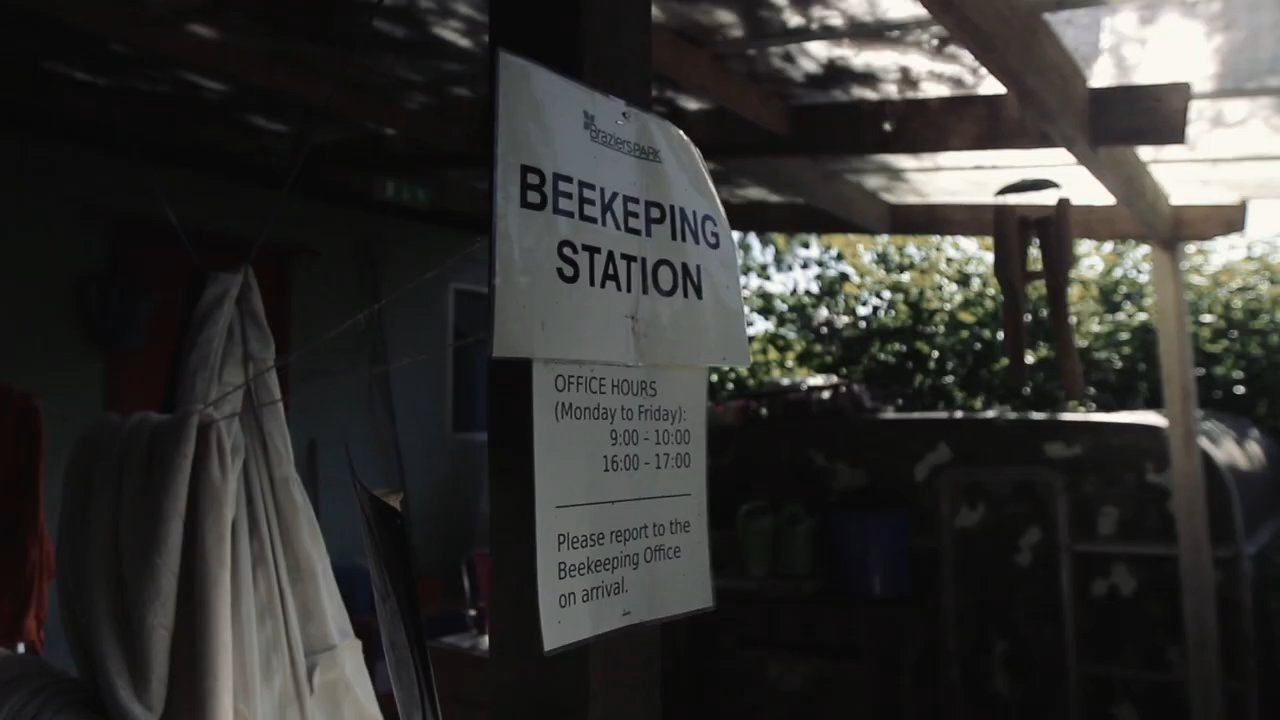 BraziersPARK
BEEKEPING
STATION
OFFICE HOURS
(Monday to Friday):
9:00 – 10:00
16:00 – 17:00
Please report to the
Beekeeping Office
on arrival.